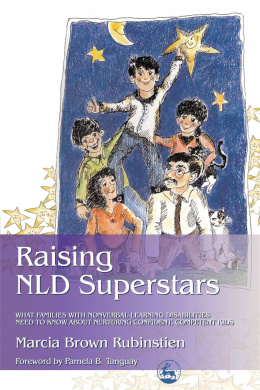 Raising
NLD Superstars
WHAT FAMILIES WITH NONVERBAL LEARNING DISABILITIES
NEED TO KNOW ABOUT NURTURING CONFIDENT, COMPETENT KIDS
Marcia Brown Rubinstien
Foreword by Pamela B. Tanguay